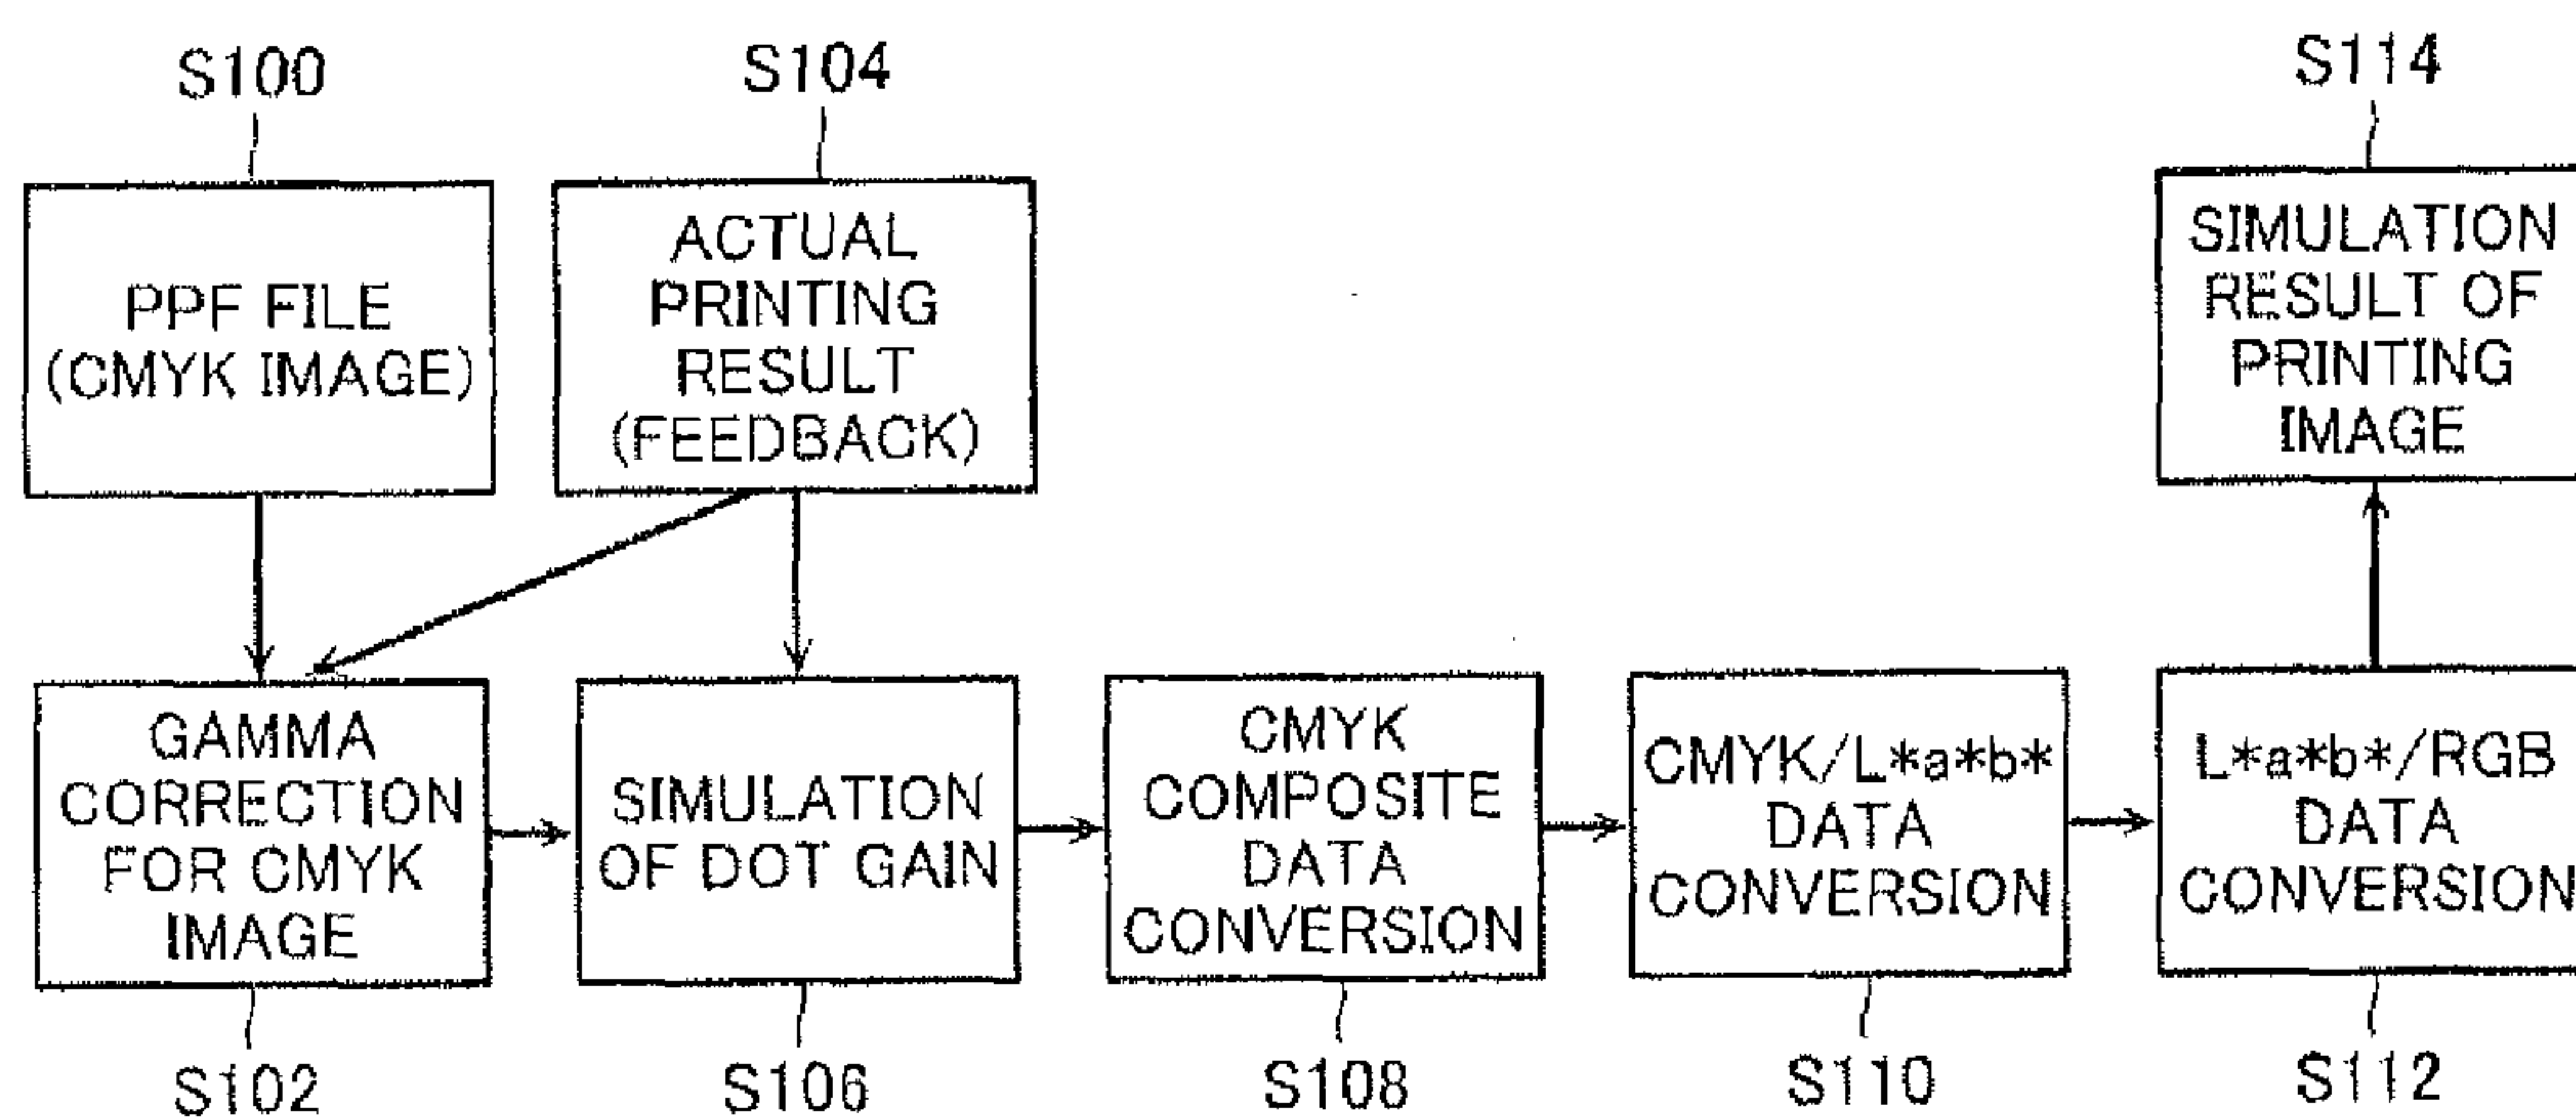 S100
S104
S114
PPF FILE
(CMYK IMAGE)
ACTUAL
PRINTING
RESULT
(FEEDBACK)
SIMULATION
RESULT OF
PRINTING
IMAGE
GAMMA
CORRECTION
FOR CMYK
IMAGE
SIMULATION
OF DOT GAIN
CMYK
COMPOSITE
DATA
CONVERSION
CMYK/L*a*b*
DATA
CONVERSION
L*a*b*/RGB
DATA
CONVERSION
S102
S106
S108
S110
S112